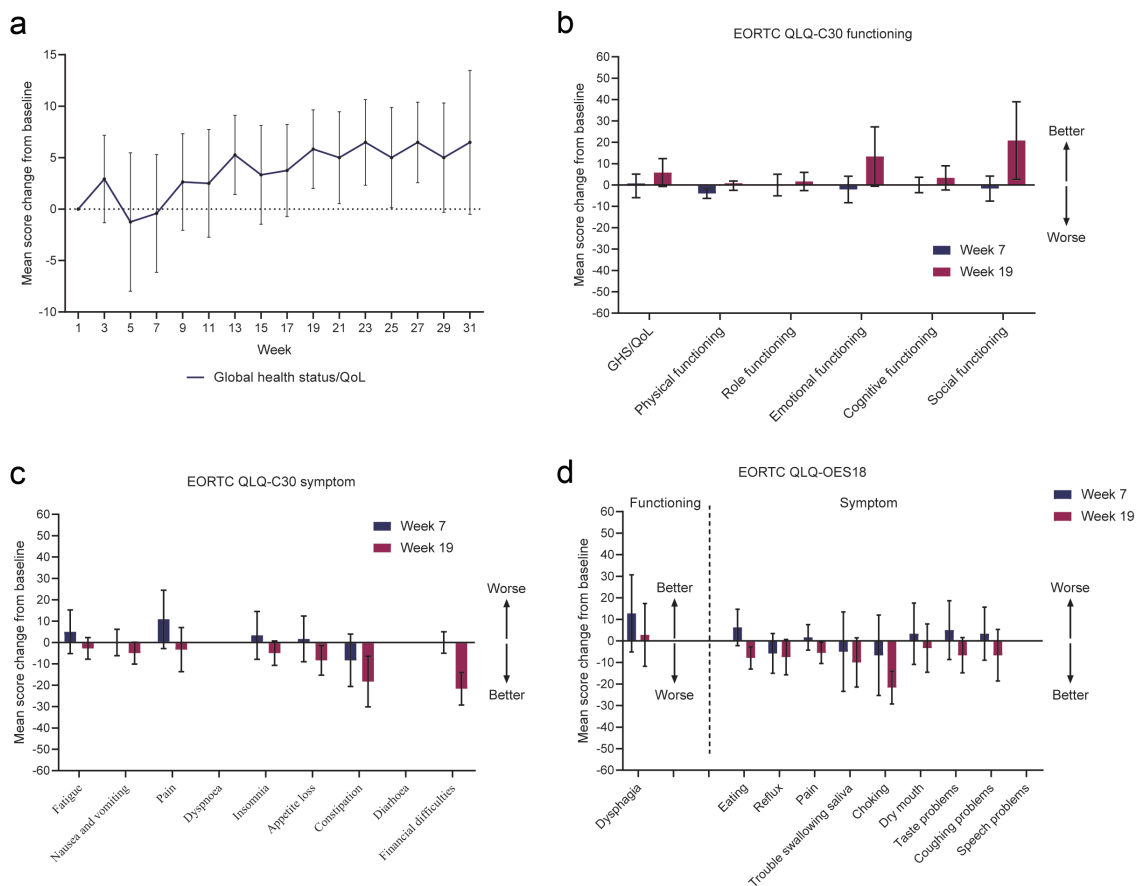 a
15
10
5
0
-5
-10
Mean score change from baseline
1 3 5 7 9 11 13 15 17 19 21 23 25 27 29 31
Week
Global health status/QoL
b
EORTC QLQ-C30 functioning
60
50
40
30
20
10
0
-10
-20
-30
-40
-50
-60
Mean score change from baseline
Better
Worse
Week 7
Week 19
GHS/QoL
Physical functioning
Role functioning
Emotional functioning
Cognitive functioning
Social functioning
c
EORTC QLQ-C30 symptom
60
50
40
30
20
10
0
-10
-20
-30
-40
-50
-60
Mean score change from baseline
Week 7
Week 19
Worse
Better
Fatigue
Nausea and vomiting
Pain
Dyspnoea
Insomnia
Appetite loss
Constipation
Diarhoea
Financial difficulties
d
EORTC QLQ-OES18
Functioning
Symptom
Week 7
Week 19
60
50
40
30
20
10
0
-10
-20
-30
-40
-50
-60
Mean score change from baseline
Better
Worse
Worse
Better
Dysphagia
Eating
Reflux
Pain
Trouble swallowing saliva
Choking
Dry mouth
Taste problems
Coughing problems
Speech problems